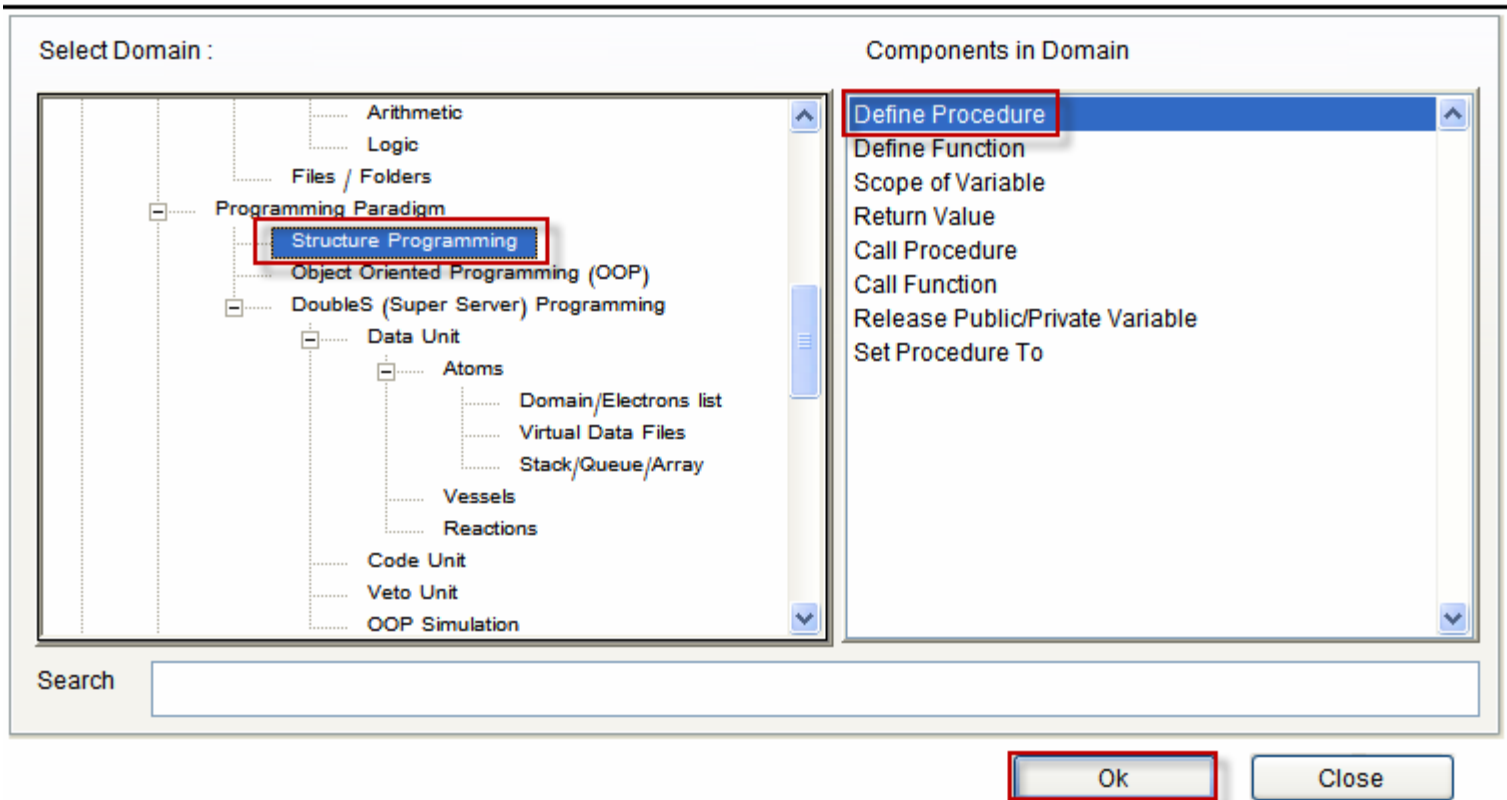 Select Domain :
Components in Domain
Arithmetic
Logic
Files / Folders
Programming Paradigm
Structure Programming
Object Oriented Programming (OOP)
DoubleS (Super Server) Programming
Data Unit
Atoms
Domain/Electrons list
Virtual Data Files
Stack/Queue/Array
Vessels
Reactions
Code Unit
Veto Unit
OOP Simulation
Define Procedure
Define Function
Scope of Variable
Return Value
Call Procedure
Call Function
Release Public/Private Variable
Set Procedure To
Search
Ok
Close